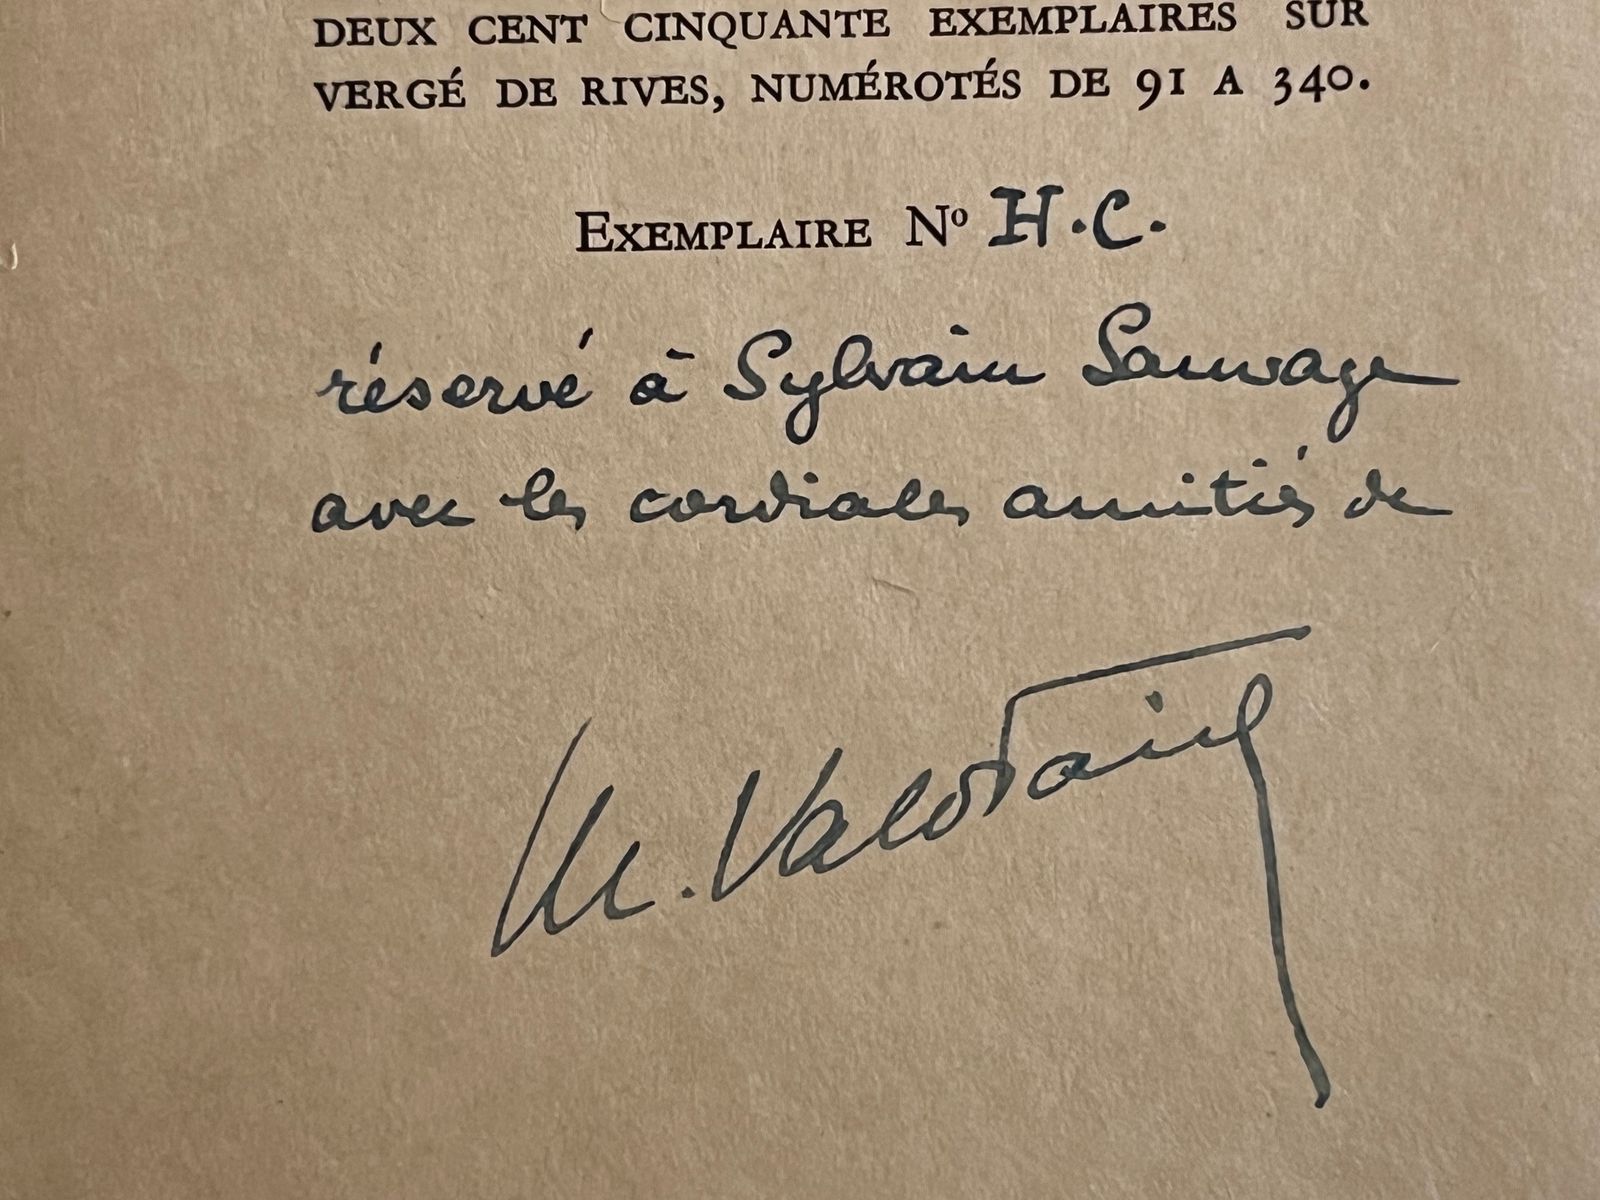 DEUX CENT CINQUANTE EXEMPLAIRES SUR
VERGÉ DE RIVES, NUMÉROTÉS DE 91 A 340.
EXEMPLAIRE Nº H.C.
réservé à Sylvain Sauvage
avec les cordiales amitiés de
M.